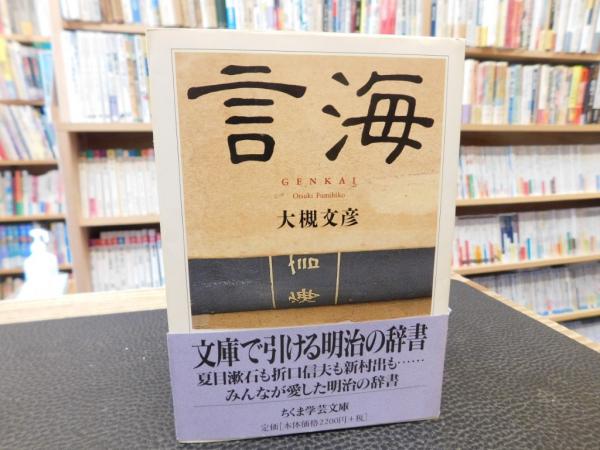 言海
GENKAI
Otsuki Fumihiko
大槻文彦
言海
文庫で引ける明治の辞書
夏目漱石も折口信夫も新村出も……
みんなが愛した明治の辞書
ちくま学芸文庫
定価[本体価格2200円+税]